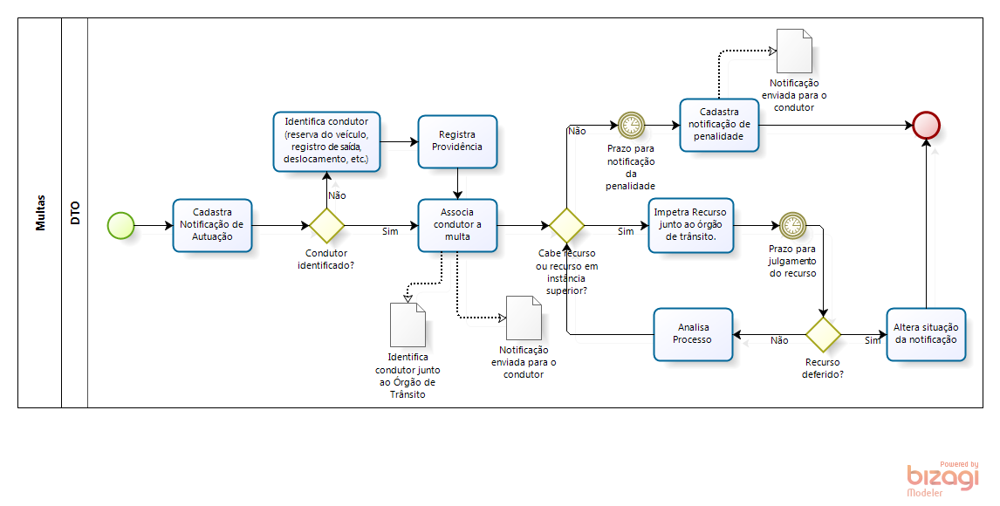 Multas
DTO
Cadastra
Notificação de
Autuação
Condutor
identificado?
Não
Sim
Identifica condutor
(reserva do veículo,
registro de saída,
deslocamento, etc.)
Registra
Providência
Associa
condutor a
multa
Identifica
condutor junto
ao Órgão de
Trânsito
Notificação
enviada para o
condutor
Cabe recurso
ou recurso em
instância
superior?
Não
Sim
Prazo para
notificação
da
penalidade
Cadastra
notificação de
penalidade
Notificação
enviada para o
condutor
Impetra Recurso
junto ao órgão
de trânsito.
Prazo para
julgamento
do recurso
Recurso
deferido?
Não
Sim
Analisa
Processo
Altera situação
da notificação
Powered by
bizagi
Modeler